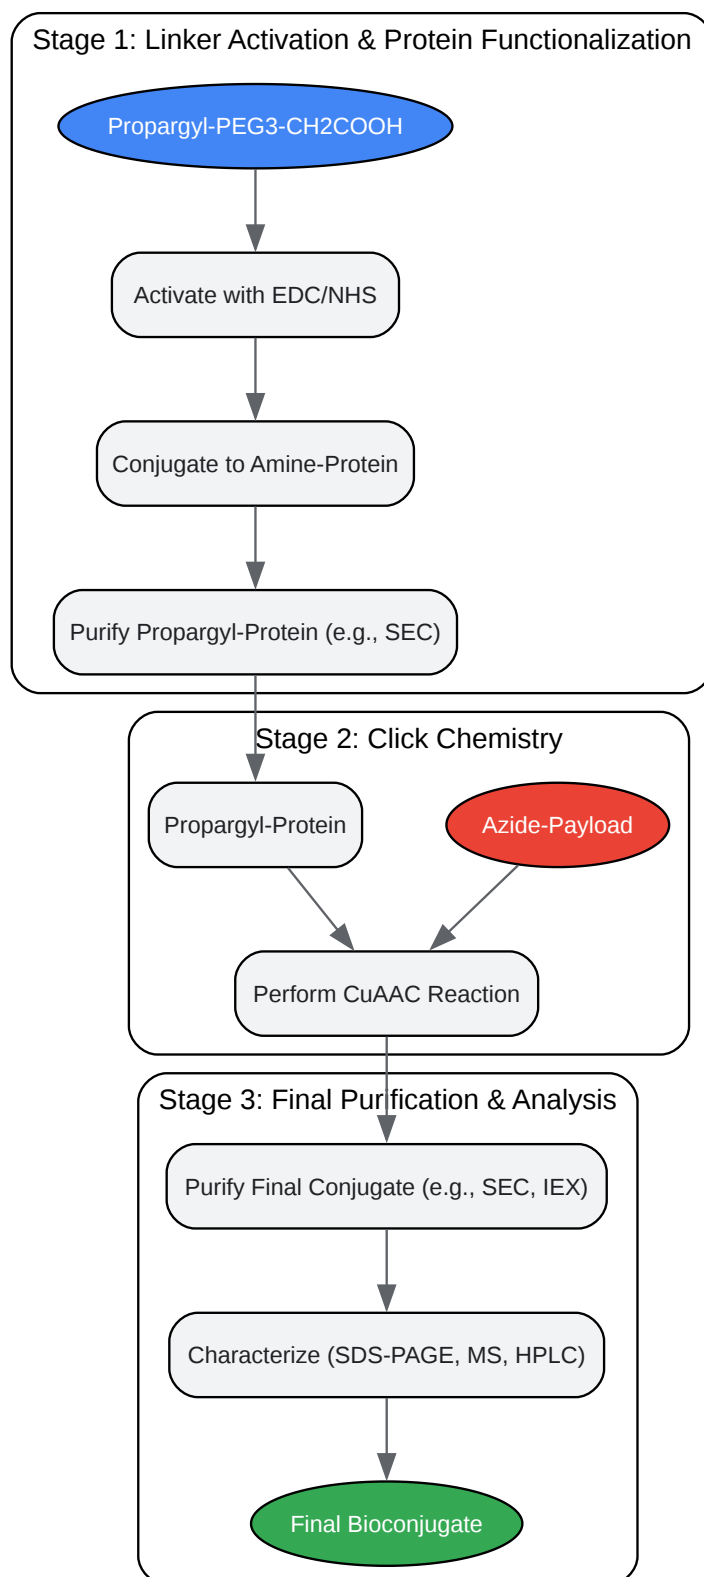 Stage 1: Linker Activation & Protein Functionalization
Propargyl-PEG3-CH2COOH
Activate with EDC/NHS
Conjugate to Amine-Protein
Purify Propargyl-Protein (e.g., SEC)
Stage 2: Click Chemistry
Propargyl-Protein
Azide-Payload
Perform CuAAC Reaction
Stage 3: Final Purification & Analysis
Purify Final Conjugate (e.g., SEC, IEX)
Characterize (SDS-PAGE, MS, HPLC)
Final Bioconjugate